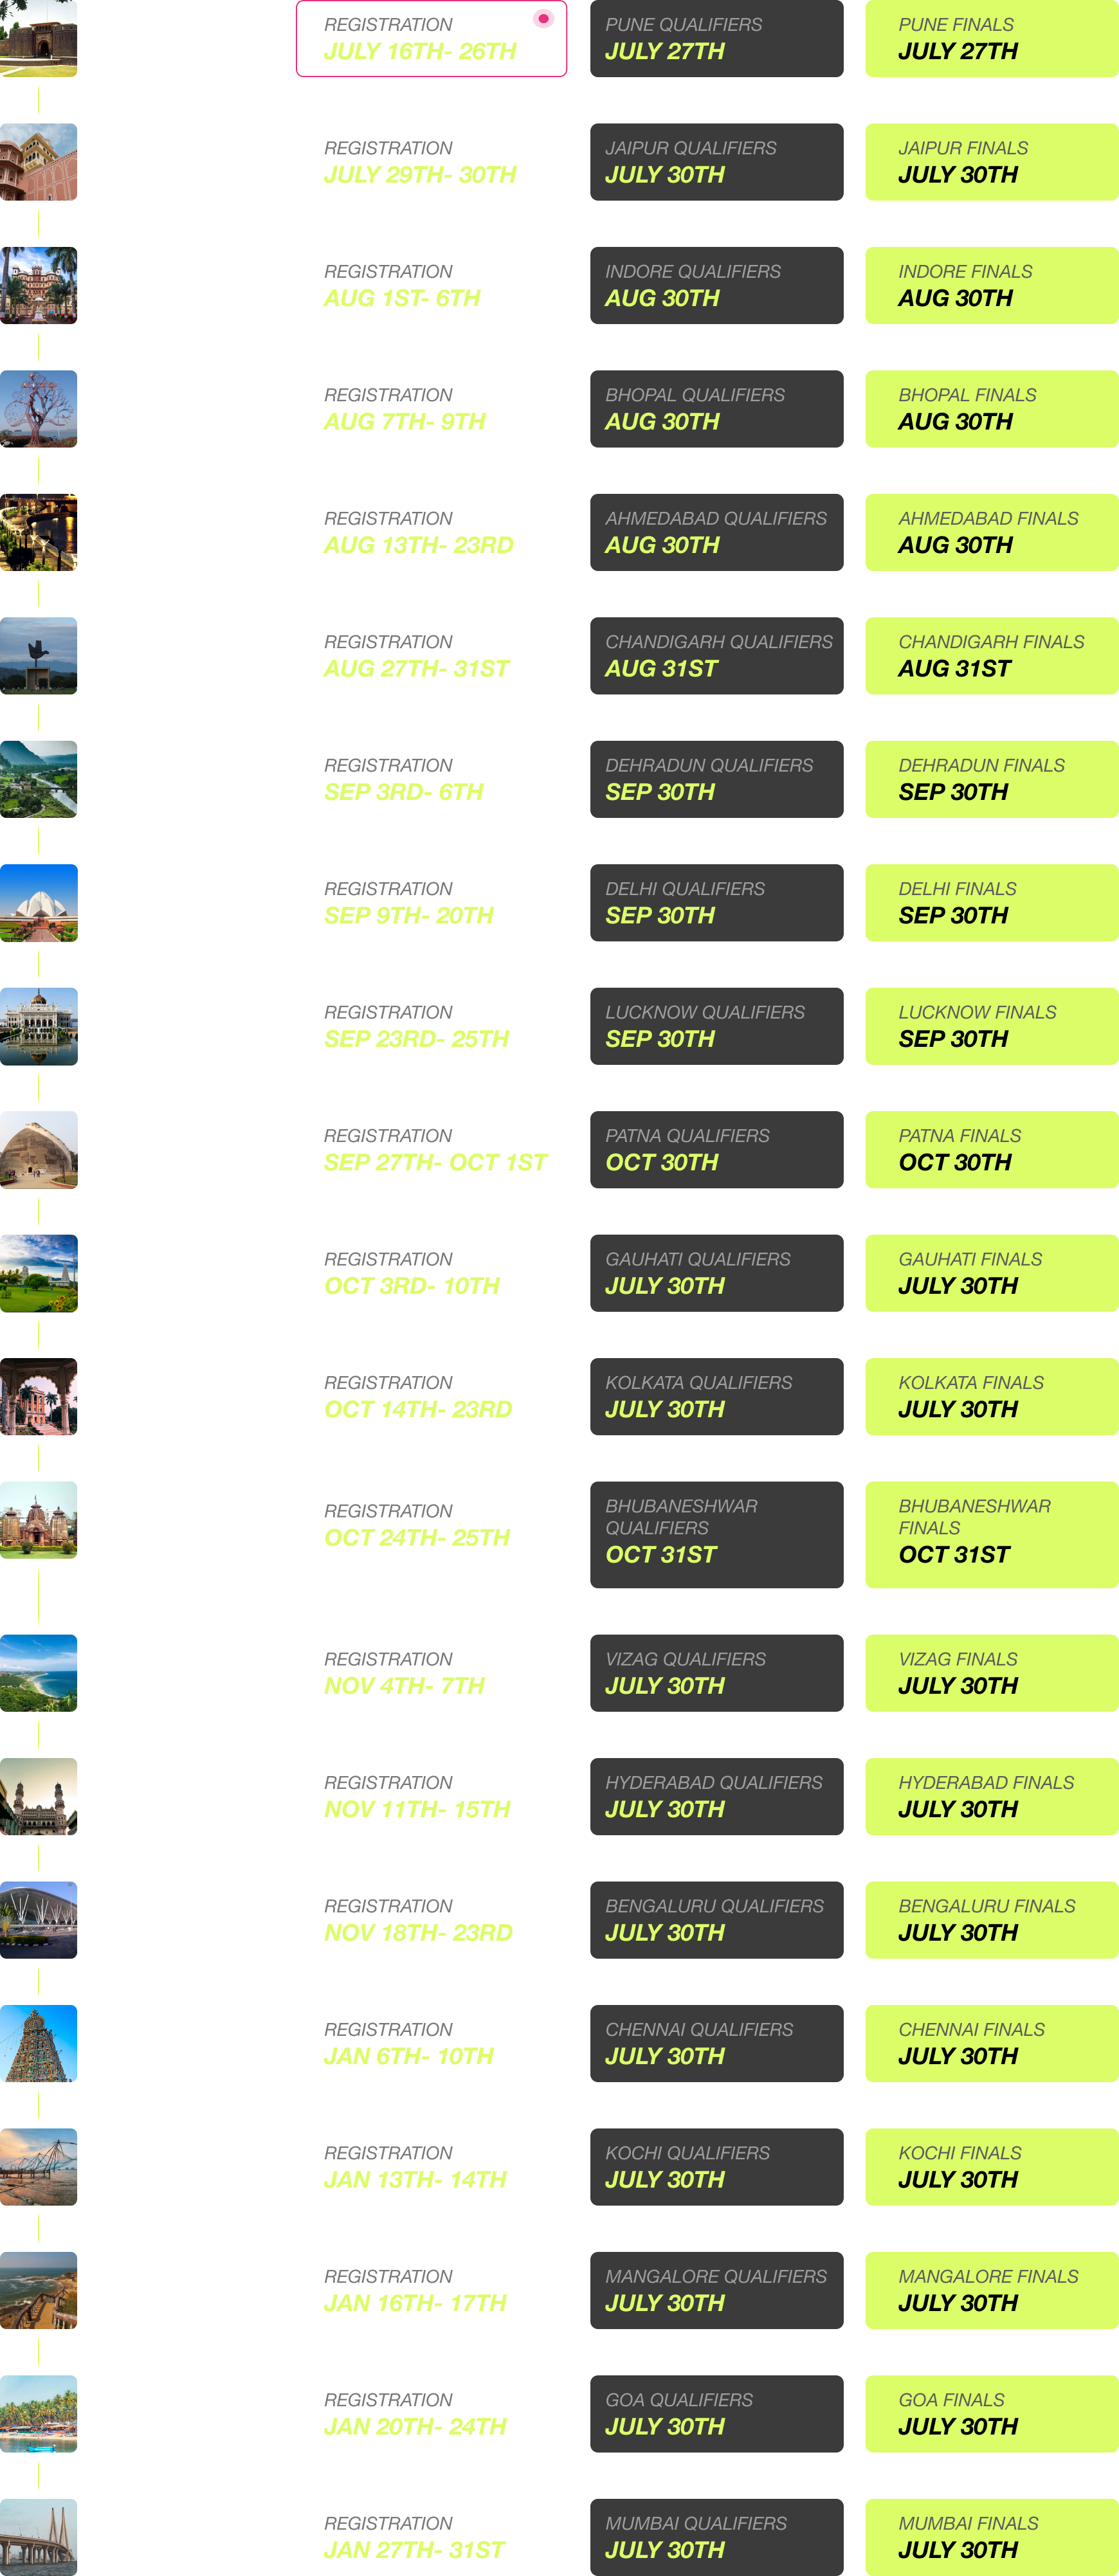 REGISTRATION
JULY 16TH- 26TH
PUNE QUALIFIERS
JULY 27TH
PUNE FINALS
JULY 27TH
REGISTRATION
JULY 29TH- 30TH
JAIPUR QUALIFIERS
JULY 30TH
JAIPUR FINALS
JULY 30TH
REGISTRATION
AUG 1ST- 6TH
INDORE QUALIFIERS
AUG 30TH
INDORE FINALS
AUG 30TH
REGISTRATION
AUG 7TH- 9TH
BHOPAL QUALIFIERS
AUG 30TH
BHOPAL FINALS
AUG 30TH
REGISTRATION
AUG 13TH- 23RD
AHMEDABAD QUALIFIERS
AUG 30TH
AHMEDABAD FINALS
AUG 30TH
REGISTRATION
AUG 27TH- 31ST
CHANDIGARH QUALIFIERS
AUG 31ST
CHANDIGARH FINALS
AUG 31ST
REGISTRATION
SEP 3RD- 6TH
DEHRADUN QUALIFIERS
SEP 30TH
DEHRADUN FINALS
SEP 30TH
REGISTRATION
SEP 9TH- 20TH
DELHI QUALIFIERS
SEP 30TH
DELHI FINALS
SEP 30TH
REGISTRATION
SEP 23RD- 25TH
LUCKNOW QUALIFIERS
SEP 30TH
LUCKNOW FINALS
SEP 30TH
REGISTRATION
SEP 27TH- OCT 1ST
PATNA QUALIFIERS
OCT 30TH
PATNA FINALS
OCT 30TH
REGISTRATION
OCT 3RD- 10TH
GAUHATI QUALIFIERS
JULY 30TH
GAUHATI FINALS
JULY 30TH
REGISTRATION
OCT 14TH- 23RD
KOLKATA QUALIFIERS
JULY 30TH
KOLKATA FINALS
JULY 30TH
REGISTRATION
OCT 24TH- 25TH
BHUBANESHWAR
QUALIFIERS
OCT 31ST
BHUBANESHWAR
FINALS
OCT 31ST
REGISTRATION
NOV 4TH- 7TH
VIZAG QUALIFIERS
JULY 30TH
VIZAG FINALS
JULY 30TH
REGISTRATION
NOV 11TH- 15TH
HYDERABAD QUALIFIERS
JULY 30TH
HYDERABAD FINALS
JULY 30TH
REGISTRATION
NOV 18TH- 23RD
BENGALURU QUALIFIERS
JULY 30TH
BENGALURU FINALS
JULY 30TH
REGISTRATION
JAN 6TH- 10TH
CHENNAI QUALIFIERS
JULY 30TH
CHENNAI FINALS
JULY 30TH
REGISTRATION
JAN 13TH- 14TH
KOCHI QUALIFIERS
JULY 30TH
KOCHI FINALS
JULY 30TH
REGISTRATION
JAN 16TH- 17TH
MANGALORE QUALIFIERS
JULY 30TH
MANGALORE FINALS
JULY 30TH
REGISTRATION
JAN 20TH- 24TH
GOA QUALIFIERS
JULY 30TH
GOA FINALS
JULY 30TH
REGISTRATION
JAN 27TH- 31ST
MUMBAI QUALIFIERS
JULY 30TH
MUMBAI FINALS
JULY 30TH